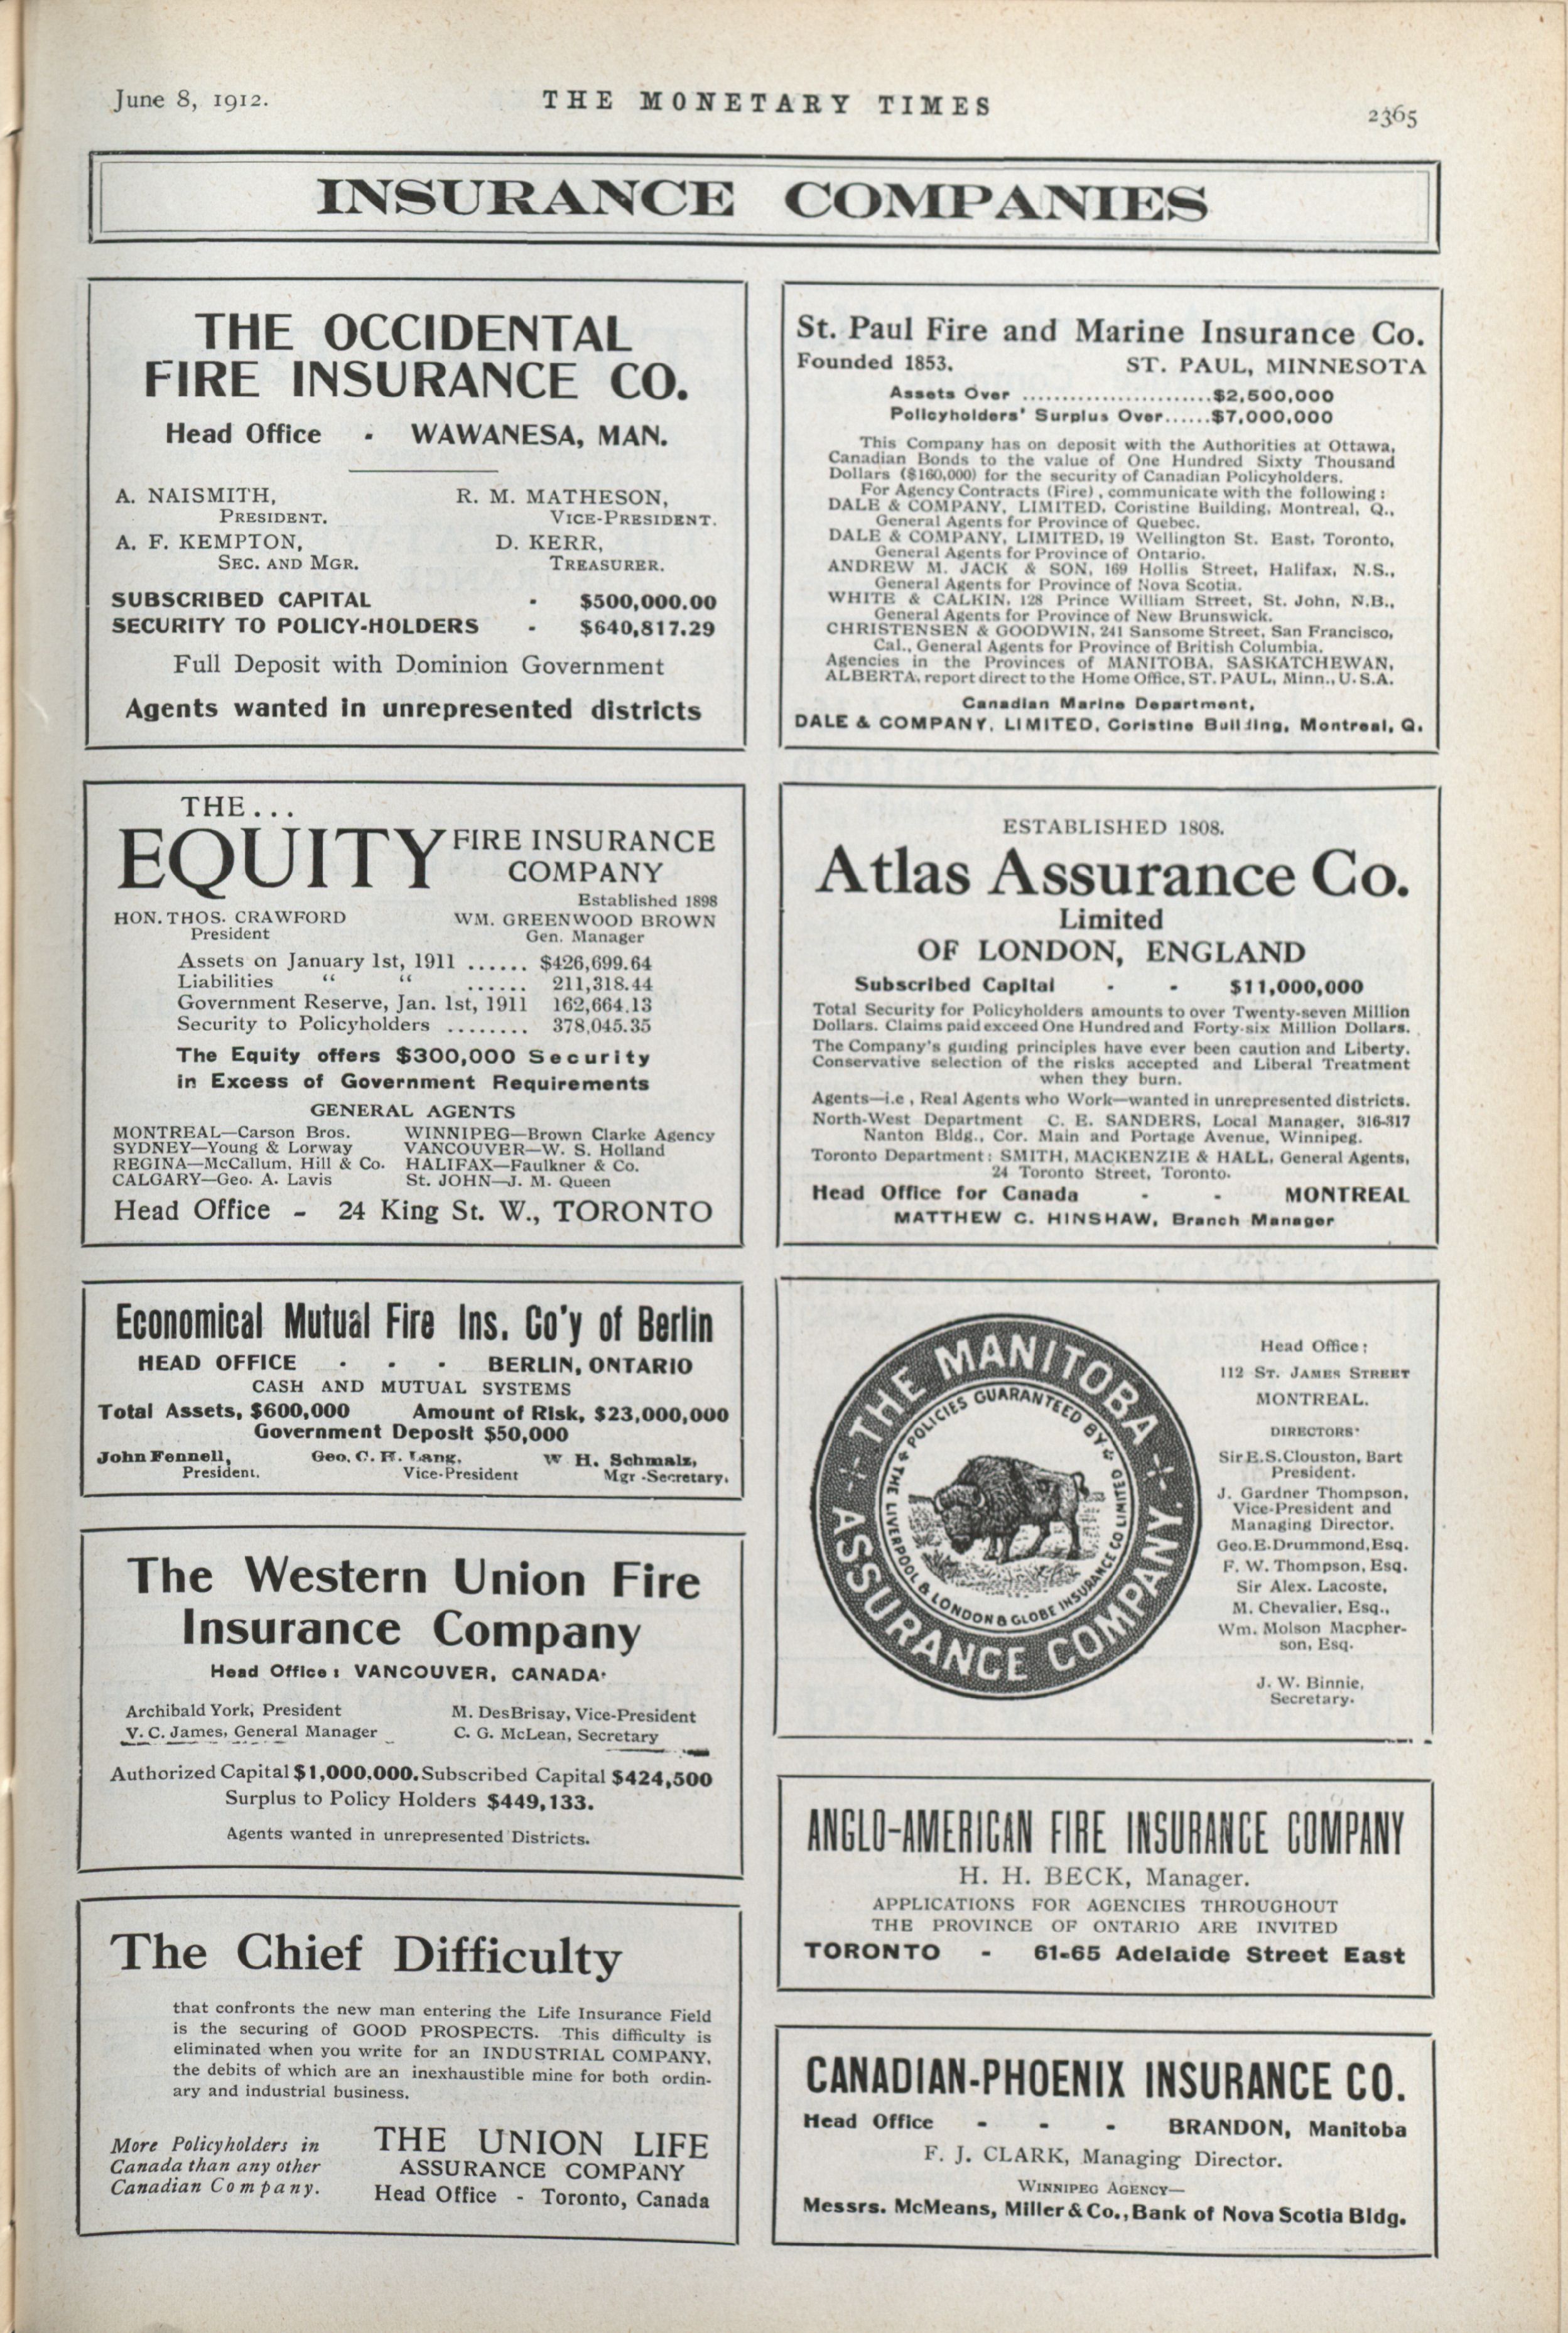 June 8, 1912.
THE MONETARY TIMES
2365
INSURANCE COMPANIES
THE OCCIDENTAL
FIRE INSURANCE CO.
Head Office - WAWANESA, MAN.
A. NAISMITH, R. M. MATHESON,
PRESIDENT. VICE-PRESIDENT.
A. F. KEMPTON, D. KERR,
SEC. AND MGR. TREASURER.
SUBSCRIBED CAPITAL - $500,000.00
SECURITY TO POLICY-HOLDERS - $640,817.29
Full Deposit with Dominion Government
Agents wanted in unrepresented districts
THE...
EQUITY FIRE INSURANCE
COMPANY
Established 1898
HON. THOS. CRAWFORD WM. GREENWOOD BROWN
President Gen. Manager
Assets on January 1st, 1911 ...... $426,699.64
Liabilities “ “ ...... 211,318.44
Government Reserve, Jan. 1st, 1911 162,664.13
Security to Policyholders ........ 378,045.35
The Equity offers $300,000 Security
in Excess of Government Requirements
GENERAL AGENTS
MONTREAL—Carson Bros. WINNIPEG—Brown Clarke Agency
SYDNEY—Young & Lorway VANCOUVER—W. S. Holland
REGINA—McCallum, Hill & Co. HALIFAX—Faulkner & Co.
CALGARY—Geo. A. Lavis St. JOHN—J. M. Queen
Head Office - 24 King St. W., TORONTO
Economical Mutual Fire Ins. Co'y of Berlin
HEAD OFFICE - - - BERLIN, ONTARIO
CASH AND MUTUAL SYSTEMS
Total Assets, $600,000 Amount of Risk, $23,000,000
Government Deposit $50,000
John Fennell, Geo. C. H. Lang, W H. Schmalz,
President. Vice-President Mgr -Secretary.
The Western Union Fire
Insurance Company
Head Office: VANCOUVER, CANADA.
Archibald York, President M. DesBrisay, Vice-President
V. C. James, General Manager C. G. McLean, Secretary
Authorized Capital $1,000,000. Subscribed Capital $424,500
Surplus to Policy Holders $449,133.
Agents wanted in unrepresented Districts.
The Chief Difficulty
that confronts the new man entering the Life Insurance Field
is the securing of GOOD PROSPECTS. This difficulty is
eliminated when you write for an INDUSTRIAL COMPANY,
the debits of which are an inexhaustible mine for both ordin-
ary and industrial business.
More Policyholders in
Canada than any other
Canadian Company.
THE UNION LIFE
ASSURANCE COMPANY
Head Office - Toronto, Canada
St. Paul Fire and Marine Insurance Co.
Founded 1853. ST. PAUL, MINNESOTA
Assets Over ........................$2,500,000
Policyholders' Surplus Over......$7,000,000
This Company has on deposit with the Authorities at Ottawa,
Canadian Bonds to the value of One Hundred Sixty Thousand
Dollars ($160,000) for the security of Canadian Policyholders.
For Agency Contracts (Fire), communicate with the following:
DALE & COMPANY, LIMITED, Coristine Building, Montreal, Q.,
General Agents for Province of Quebec.
DALE & COMPANY, LIMITED, 19 Wellington St. East, Toronto,
General Agents for Province of Ontario.
ANDREW M. JACK & SON, 169 Hollis Street, Halifax, N.S.,
General Agents for Province of Nova Scotia.
WHITE & CALKIN, 128 Prince William Street, St. John, N.B.,
General Agents for Province of New Brunswick.
CHRISTENSEN & GOODWIN, 241 Sansome Street, San Francisco,
Cal., General Agents for Province of British Columbia.
Agencies in the Provinces of MANITOBA, SASKATCHEWAN,
ALBERTA, report direct to the Home Office, ST. PAUL, Minn., U.S.A.
Canadian Marine Department,
DALE & COMPANY, LIMITED, Coristine Building, Montreal, Q.
ESTABLISHED 1808.
Atlas Assurance Co.
Limited
OF LONDON, ENGLAND
Subscribed Capital - - $11,000,000
Total Security for Policyholders amounts to over Twenty-seven Million
Dollars. Claims paid exceed One Hundred and Forty-six Million Dollars.
The Company's guiding principles have ever been caution and Liberty.
Conservative selection of the risks accepted and Liberal Treatment
when they burn.
Agents—i.e, Real Agents who Work—wanted in unrepresented districts.
North-West Department C. E. SANDERS, Local Manager, 316-317
Nanton Bldg., Cor. Main and Portage Avenue, Winnipeg.
Toronto Department: SMITH, MACKENZIE & HALL, General Agents,
24 Toronto Street, Toronto.
Head Office for Canada - - MONTREAL
MATTHEW C. HINSHAW, Branch Manager
THE MANITOBA
ASSURANCE COMPANY.
POLICIES GUARANTEED BY
THE LIVERPOOL & LONDON & GLOBE INSURANCE CO LIMITED
Head Office:
112 ST. JAMES STREET
MONTREAL.
DIRECTORS:
Sir E.S. Clouston, Bart
President.
J. Gardner Thompson,
Vice-President and
Managing Director.
Geo. E. Drummond, Esq.
F. W. Thompson, Esq.
Sir Alex. Lacoste,
M. Chevalier, Esq.,
Wm. Molson Macpher-
son, Esq.
J. W. Binnie,
Secretary.
ANGLO-AMERICAN FIRE INSURANCE COMPANY
H. H. BECK, Manager.
APPLICATIONS FOR AGENCIES THROUGHOUT
THE PROVINCE OF ONTARIO ARE INVITED
TORONTO - 61-65 Adelaide Street East
CANADIAN-PHOENIX INSURANCE CO.
Head Office - - - BRANDON, Manitoba
F. J. CLARK, Managing Director.
WINNIPEG AGENCY—
Messrs. McMeans, Miller & Co., Bank of Nova Scotia Bldg.